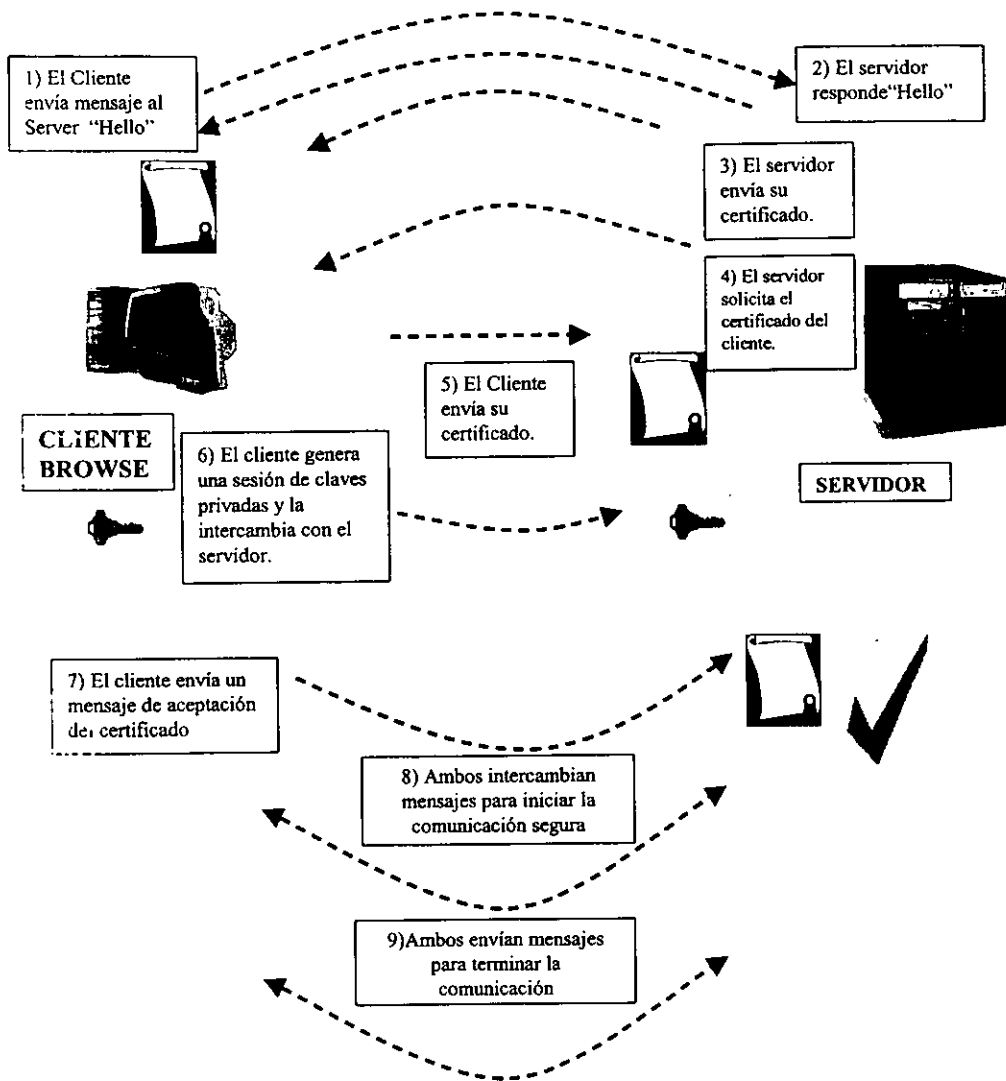 1) El Cliente
envía mensaje al
Server “Hello”
2) El servidor
responde“Hello”
3) El servidor
envía su
certificado.
4) El servidor
solicita el
certificado del
cliente.
5) El Cliente
envía su
certificado.
CLiENTE
BROWSE
6) El cliente genera
una sesión de claves
privadas y la
intercambia con el
servidor.
SERVIDOR
7) El cliente envía un
mensaje de aceptación
del certificado
8) Ambos intercambian
mensajes para iniciar la
comunicación segura
9)Ambos envían mensajes
para terminar la
comunicación